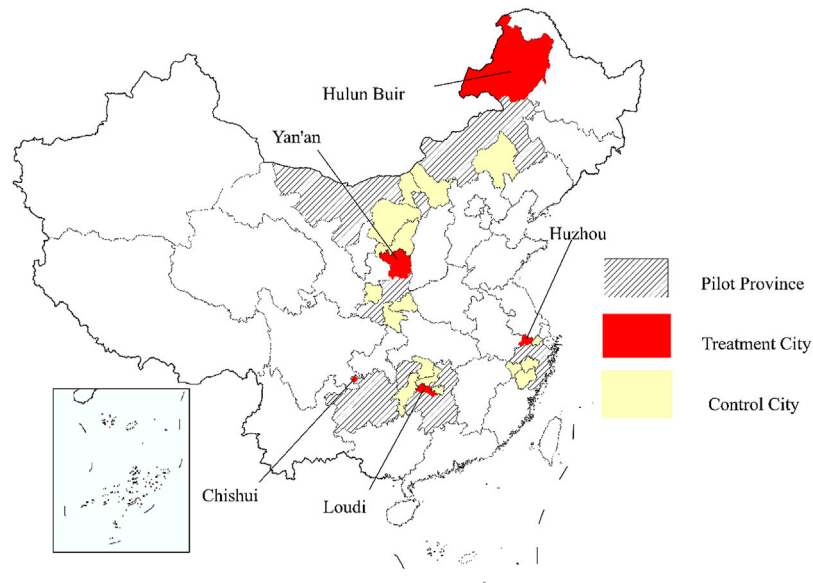 Hulun Buir
Yan'an
Huzhou
Pilot Province
Treatment City
Control City
Chishui
Loudi